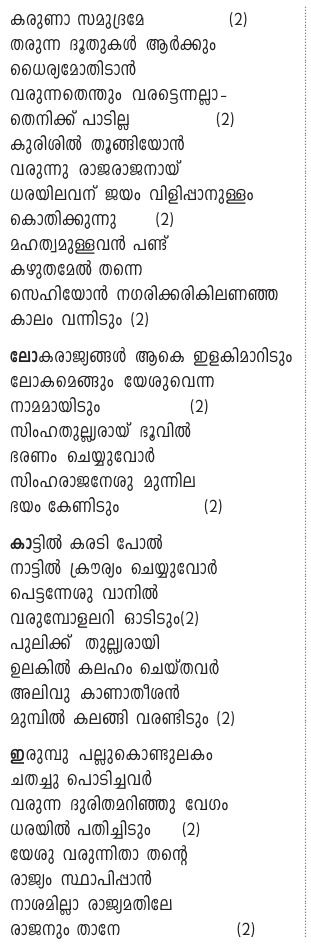 കരുണാ സമുദ്രമേ (2)
തരുന്ന ദൂതുകൾ ആർക്കും
ധൈര്യമോതിടാൻ
വരുന്നതെന്തും വരട്ടെന്നല്ലാ-
തെനിക്ക് പാടില്ല (2)
കുരിശിൽ തൂങ്ങിയോൻ
വരുന്നു രാജരാജനായ്
ധരയിലവന് ജയം വിളിപ്പാനുള്ളം
കൊതിക്കുന്നു (2)
മഹത്വമുള്ളവൻ പണ്ട്
കഴുതമേൽ തന്നെ
സെഹിയോൻ നഗരിക്കരികിലണഞ്ഞ
കാലം വന്നിടും (2)
ലോകരാജ്യങ്ങൾ ആകെ ഇളകിമാറിടും
ലോകമെങ്ങും യേശുവെന്ന
നാമമായിടും (2)
സിംഹതുല്ല്യരായ് ഭൂവിൽ
ഭരണം ചെയ്യുവോർ
സിംഹരാജനേശു മുന്നില
ഭയം കേണിടും (2)
കാട്ടിൽ കരടി പോൽ
നാട്ടിൽ ക്രൗര്യം ചെയ്യുവോർ
പെട്ടന്നേശു വാനിൽ
വരുമ്പോളലറി ഓടിടും(2)
പുലിക്ക് തുല്ല്യരായി
ഉലകിൽ കലഹം ചെയ്തവർ
അലിവു കാണാതീശൻ
മുമ്പിൽ കലങ്ങി വരണ്ടിടും (2)
ഇരുമ്പു പല്ലുകൊണ്ടുലകം
ചതച്ചു പൊടിച്ചവർ
വരുന്ന ദുരിതമറിഞ്ഞു വേഗം
ധരയിൽ പതിച്ചിടും (2)
യേശു വരുന്നിതാ തന്റെ
രാജ്യം സ്ഥാപിപ്പാൻ
നാശമില്ലാ രാജ്യമതിലേ
രാജനും താനേ (2)